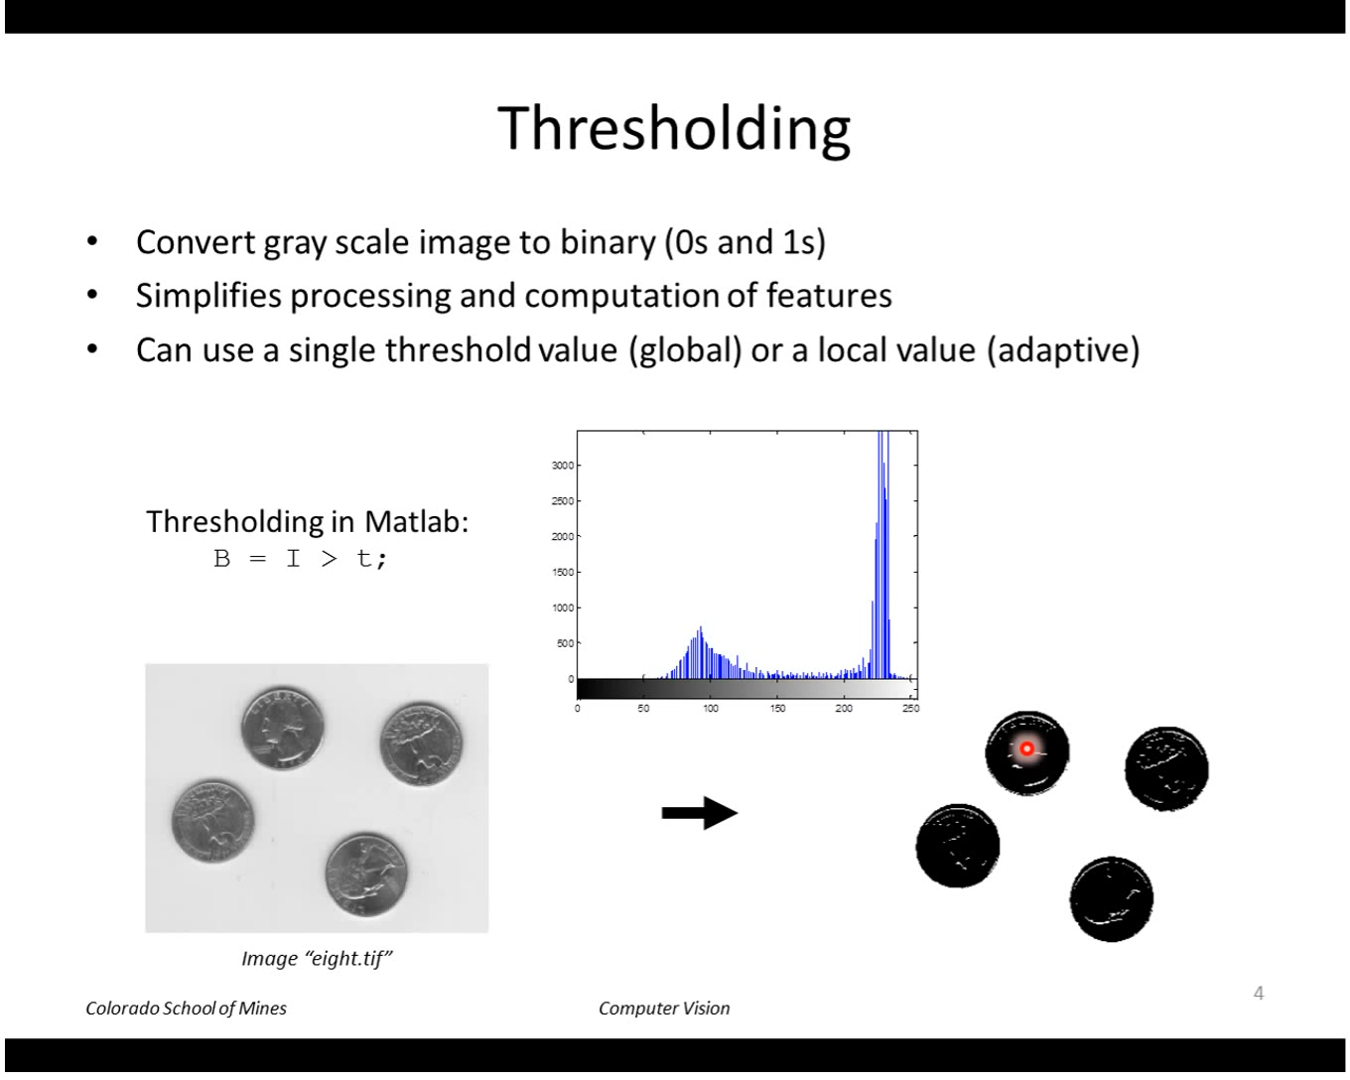 Thresholding
• Convert gray scale image to binary (0s and 1s)
• Simplifies processing and computation of features
• Can use a single threshold value (global) or a local value (adaptive)
Thresholding in Matlab:
B = I > t;
3000
2500
2000
1500
1000
500
0
0 50 100 150 200 250
Image “eight.tif”
Colorado School of Mines
Computer Vision
4